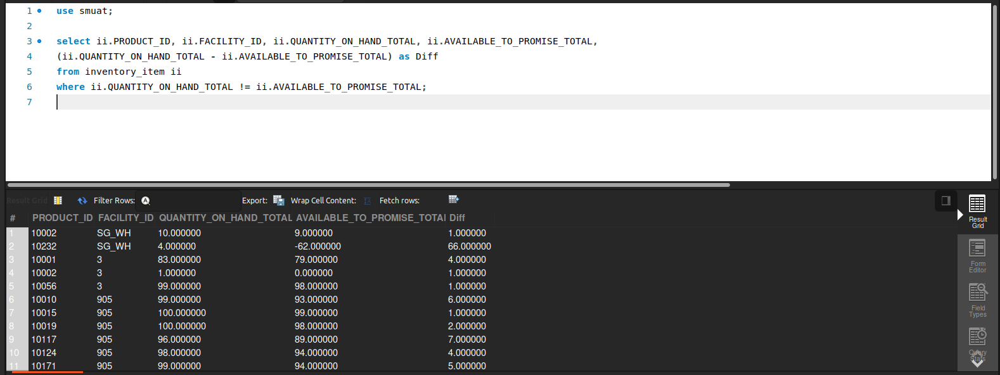 1 use smuat;
2
3 select ii.PRODUCT_ID, ii.FACILITY_ID, ii.QUANTITY_ON_HAND_TOTAL, ii.AVAILABLE_TO_PROMISE_TOTAL,
4 (ii.QUANTITY_ON_HAND_TOTAL - ii.AVAILABLE_TO_PROMISE_TOTAL) as Diff
5 from inventory_item ii
6 where ii.QUANTITY_ON_HAND_TOTAL != ii.AVAILABLE_TO_PROMISE_TOTAL;
7
Result Grid Filter Rows: Export: Wrap Cell Content: Fetch rows:
# PRODUCT_ID FACILITY_ID QUANTITY_ON_HAND_TOTAL AVAILABLE_TO_PROMISE_TOTAL Diff
1 10002 SG_WH 10.000000 9.000000 1.000000
2 10232 SG_WH 4.000000 -62.000000 66.000000
3 10001 3 83.000000 79.000000 4.000000
4 10002 3 1.000000 0.000000 1.000000
5 10056 3 99.000000 98.000000 1.000000
6 10010 905 99.000000 93.000000 6.000000
7 10015 905 100.000000 99.000000 1.000000
8 10019 905 100.000000 98.000000 2.000000
9 10117 905 96.000000 89.000000 7.000000
10 10124 905 98.000000 94.000000 4.000000
11 10171 905 99.000000 94.000000 5.000000
Result
Grid
Form
Editor
Field
Types
Query
Stats